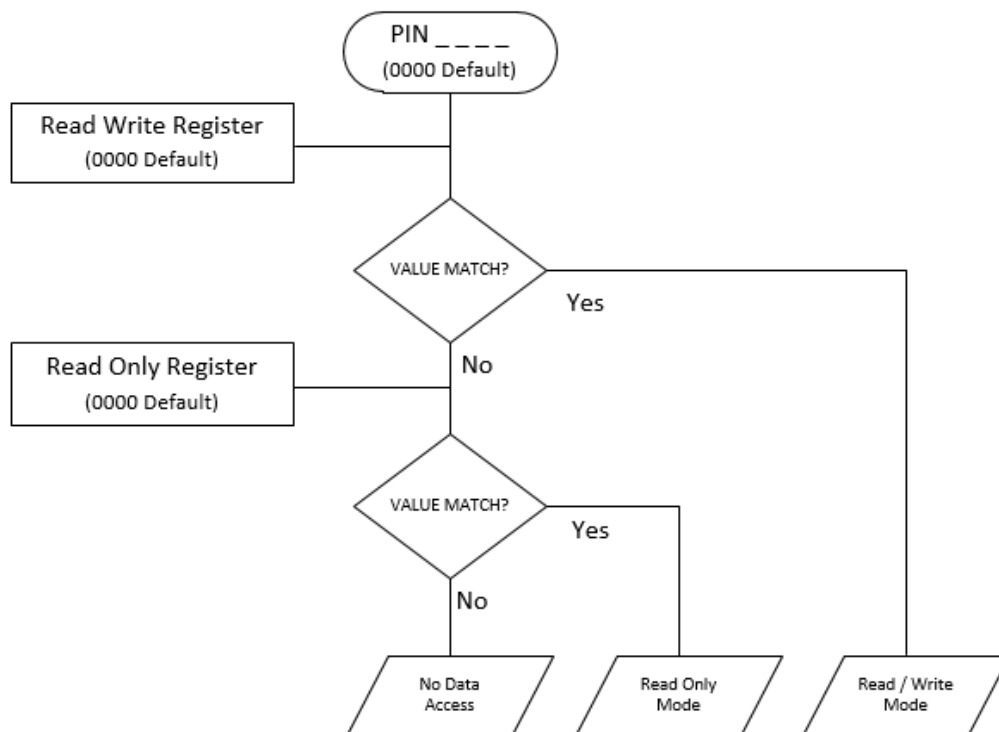 PIN _ _ _ _
(0000 Default)
Read Write Register
(0000 Default)
VALUE MATCH?
Yes
No
Read Only Register
(0000 Default)
VALUE MATCH?
Yes
No
No Data
Access
Read Only
Mode
Read / Write
Mode